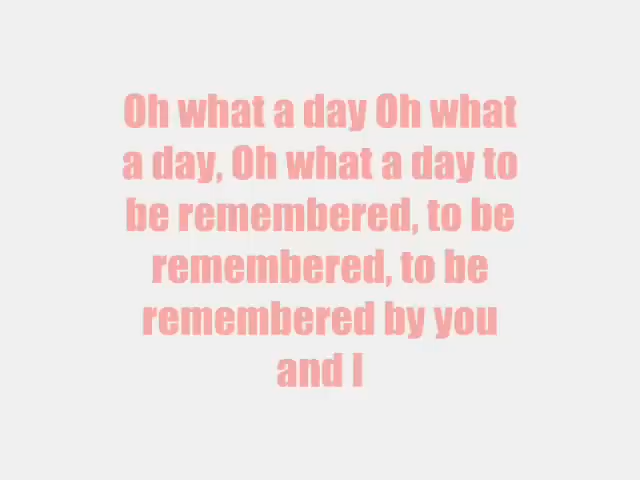 Oh what a day Oh what
a day, Oh what a day to
be remembered, to be
remembered, to be
remembered by you
and I